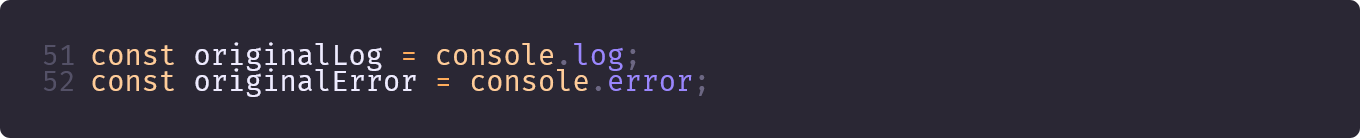 51 const originalLog = console.log;
52 const originalError = console.error;